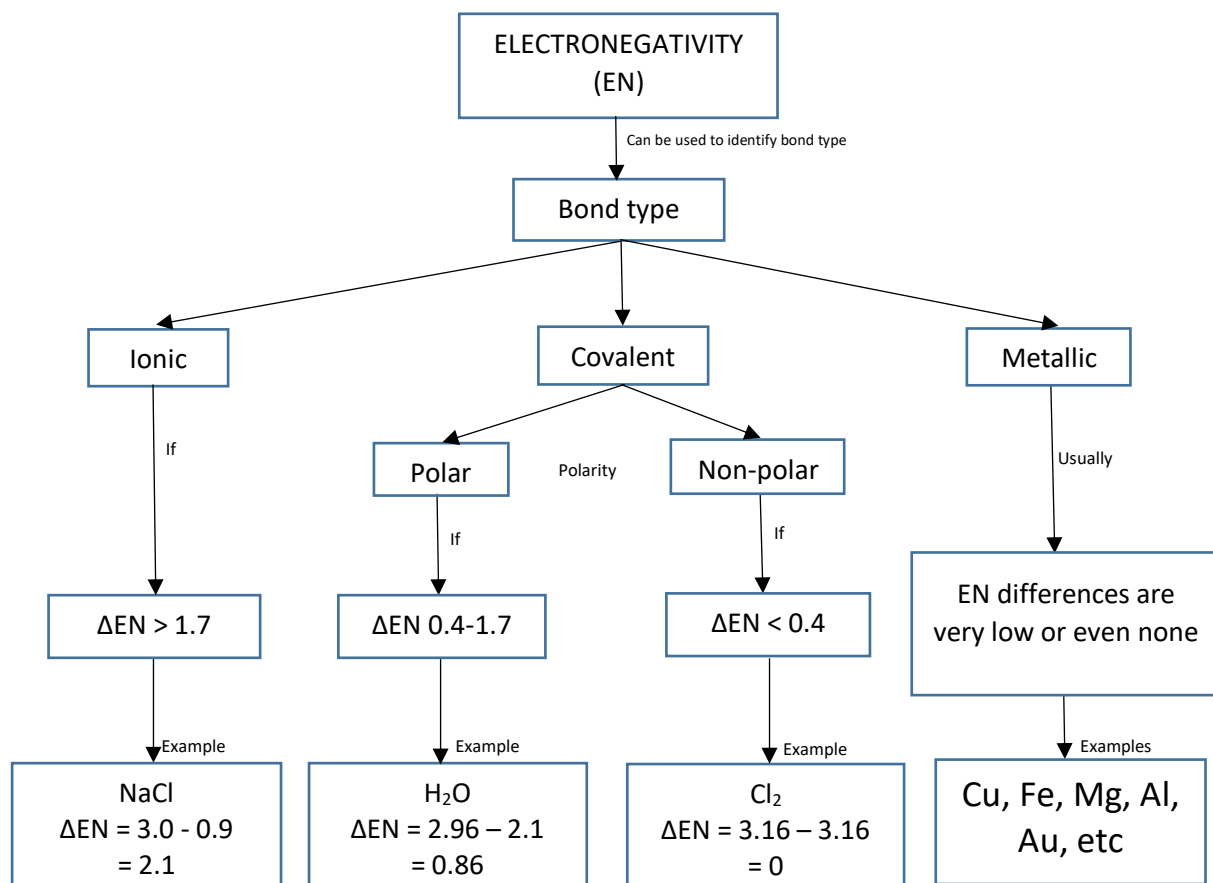 ELECTRONEGATIVITY
(EN)
Can be used to identify bond type
Bond type
Ionic
Covalent
Metallic
If
Polar
Polarity
Non-polar
Usually
If
If
ΔEN > 1.7
ΔEN 0.4-1.7
ΔEN < 0.4
EN differences are
very low or even none
Example
Example
Example
Examples
NaCl
ΔEN = 3.0 - 0.9
= 2.1
H₂O
ΔEN = 2.96 – 2.1
= 0.86
Cl₂
ΔEN = 3.16 – 3.16
= 0
Cu, Fe, Mg, Al,
Au, etc